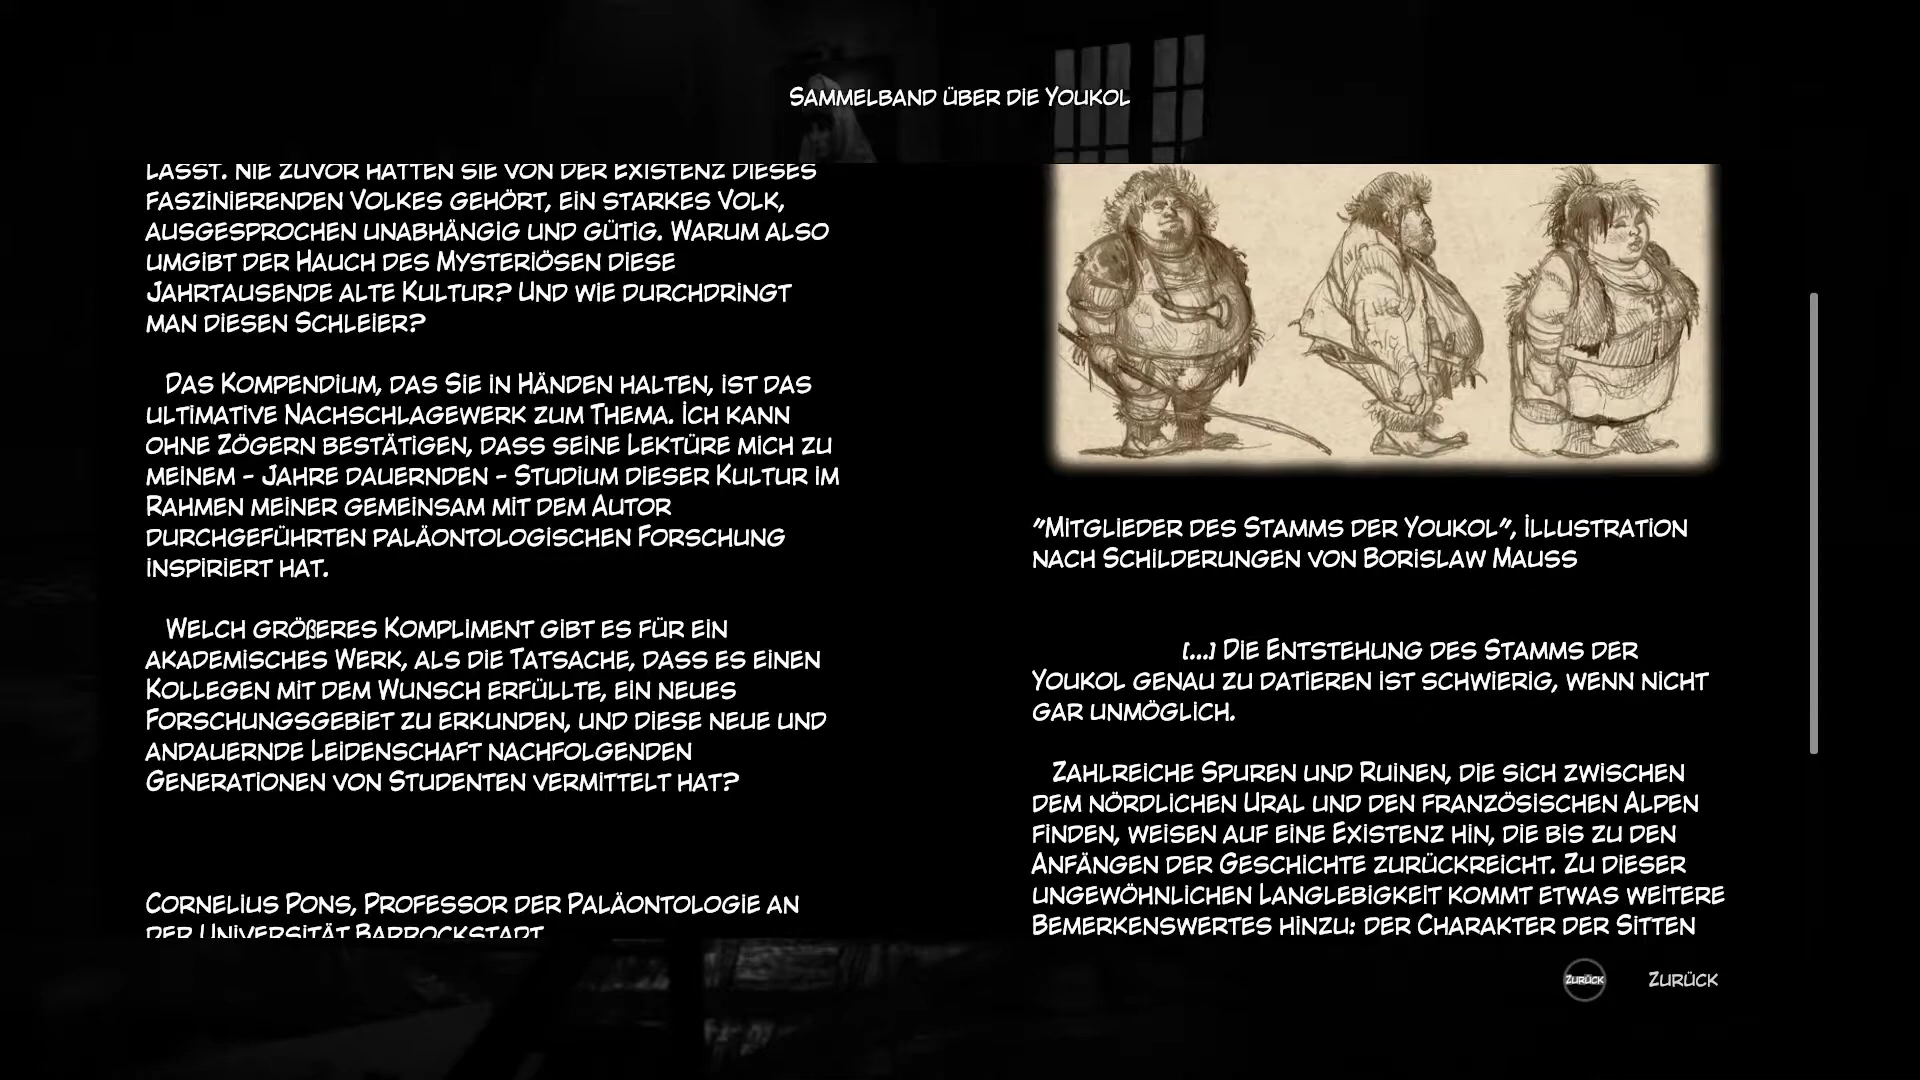 Sammelband über die Youkol
lässt. Nie zuvor hatten sie von der Existenz dieses
faszinierenden Volkes gehört, ein starkes Volk,
ausgesprochen unabhängig und gütig. Warum also
umgibt der Hauch des Mysteriösen diese
Jahrtausende alte Kultur? Und wie durchdringt
man diesen Schleier?
Das Kompendium, das Sie in Händen halten, ist das
ultimative Nachschlagewerk zum Thema. Ich kann
ohne Zögern bestätigen, dass seine Lektüre mich zu
meinem - Jahre dauernden - Studium dieser Kultur im
Rahmen meiner gemeinsam mit dem Autor
durchgeführten paläontologischen Forschung
inspiriert hat.
Welch größeres Kompliment gibt es für ein
akademisches Werk, als die Tatsache, dass es einen
Kollegen mit dem Wunsch erfüllte, ein neues
Forschungsgebiet zu erkunden, und diese neue und
andauernde Leidenschaft nachfolgenden
Generationen von Studenten vermittelt hat?
Cornelius Pons, Professor der Paläontologie an
der Universität Barrockstadt
"Mitglieder des Stamms der Youkol", Illustration
nach Schilderungen von Borislaw Mauss
[...] Die Entstehung des Stamms der
Youkol genau zu datieren ist schwierig, wenn nicht
gar unmöglich.
Zahlreiche Spuren und Ruinen, die sich zwischen
dem nördlichen Ural und den französischen Alpen
finden, weisen auf eine Existenz hin, die bis zu den
Anfängen der Geschichte zurückreicht. Zu dieser
ungewöhnlichen Langlebigkeit kommt etwas weitere
Bemerkenswertes hinzu: der Charakter der Sitten
Zurück
Zurück